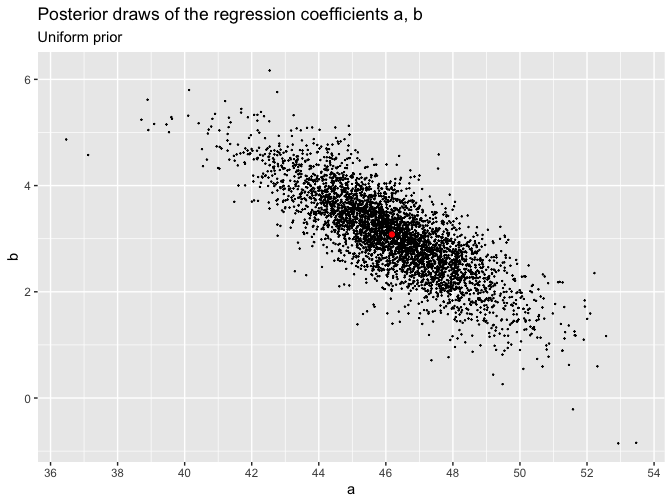 Posterior draws of the regression coefficients a, b
Uniform prior
6
4
2
0
b
36 38 40 42 44 46 48 50 52 54
a